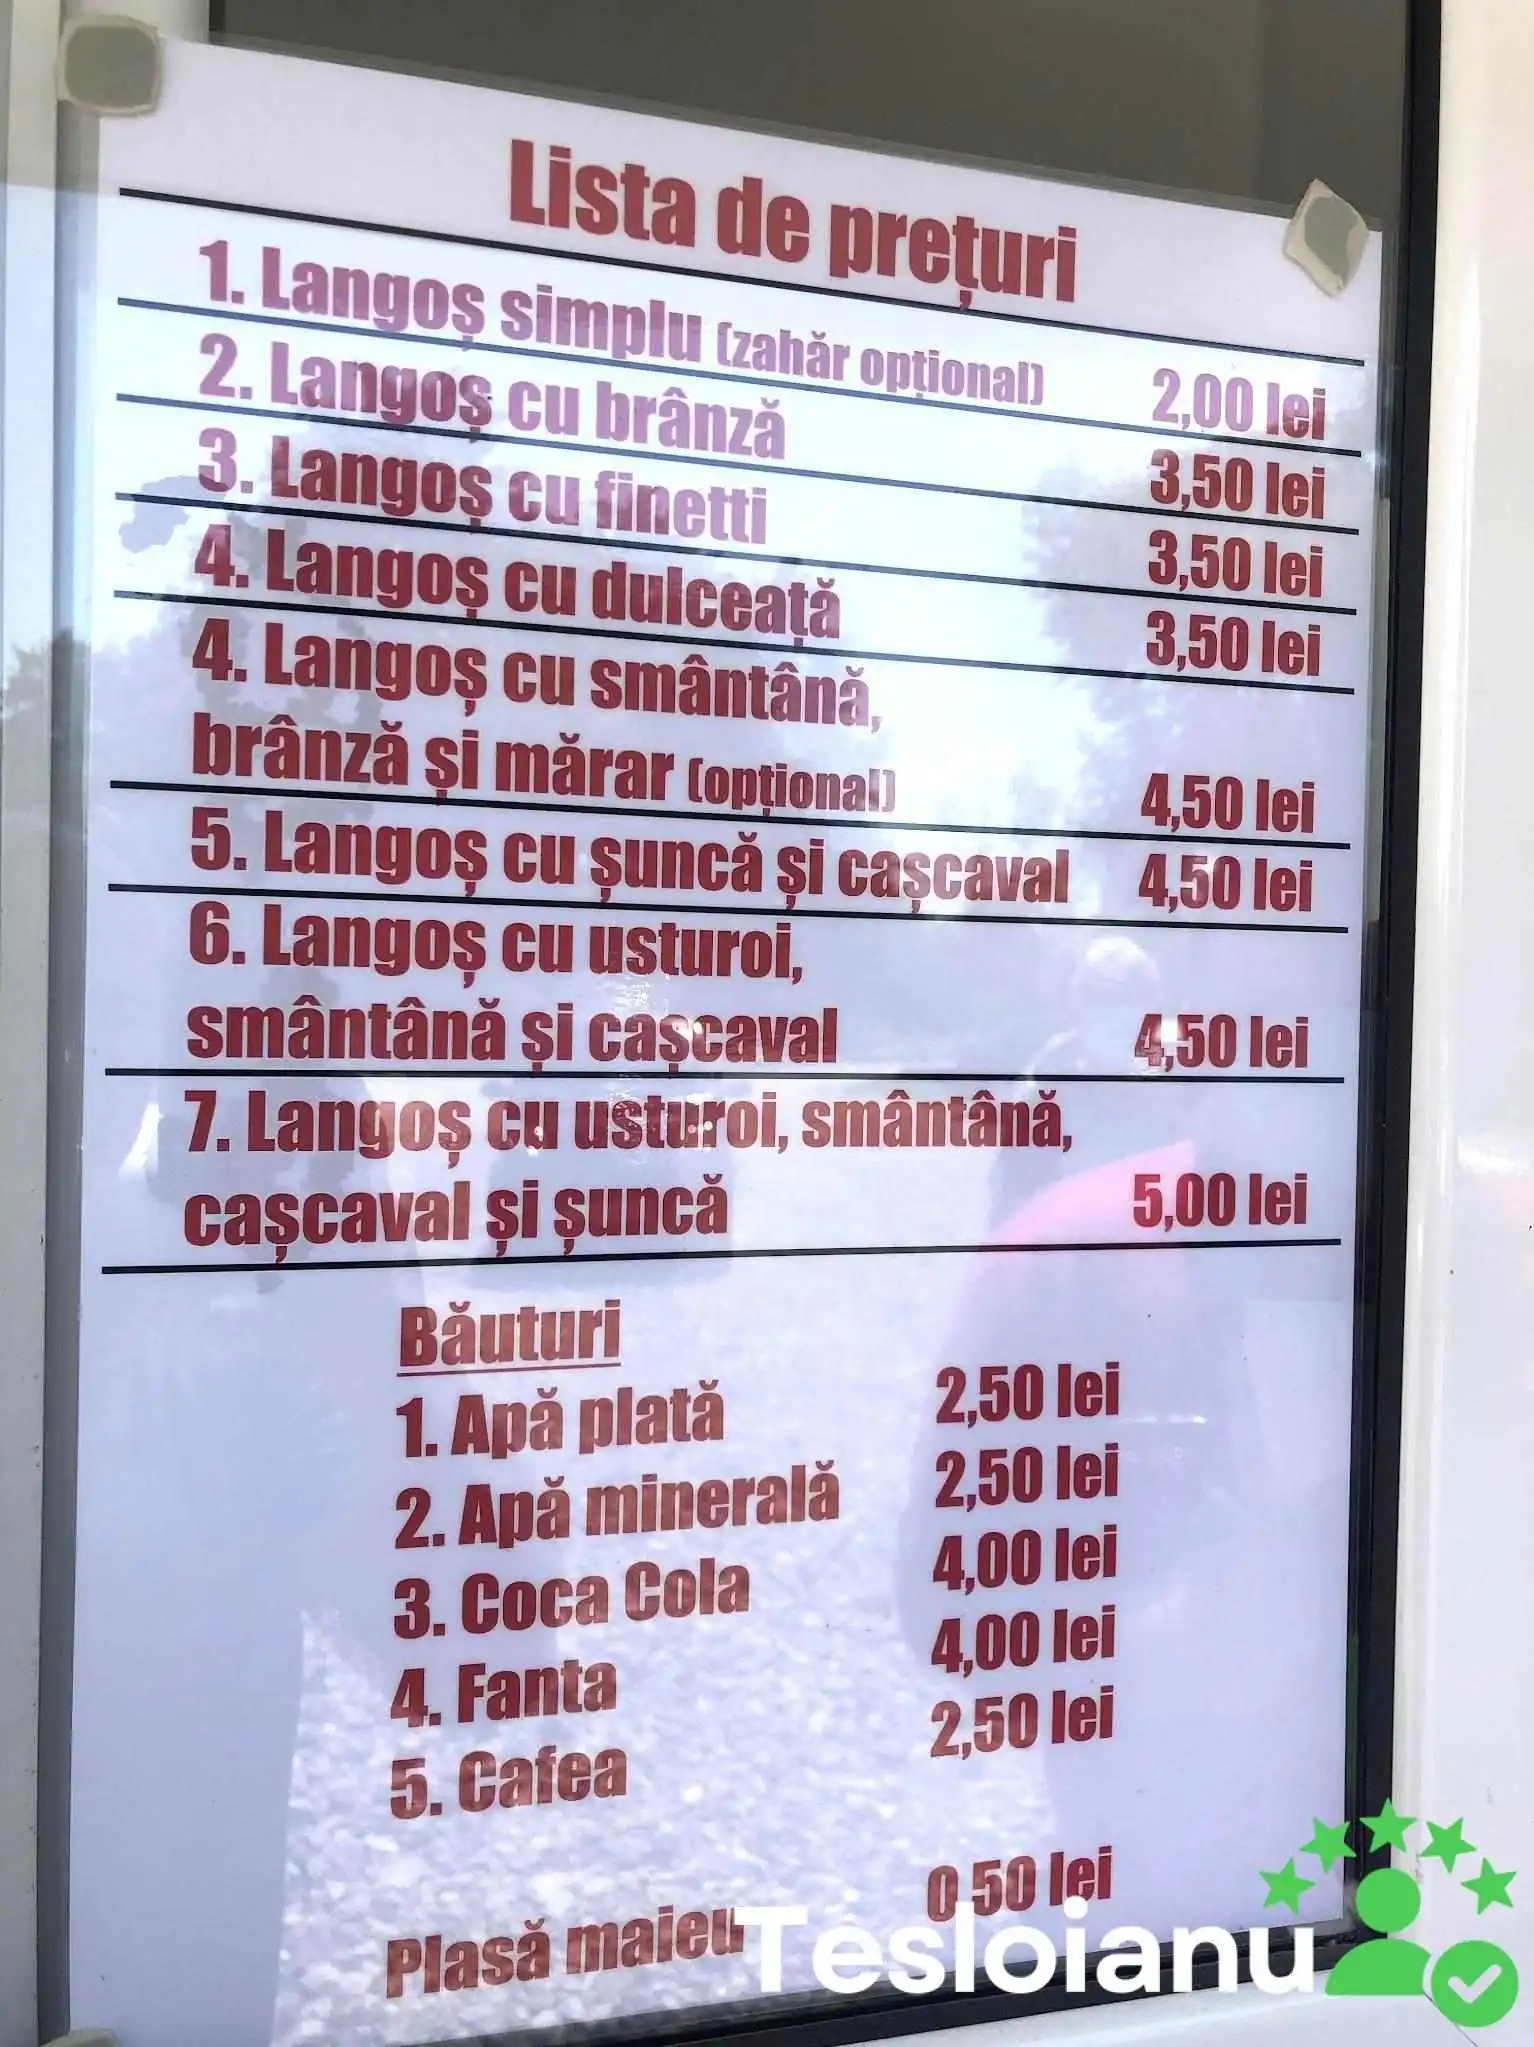 Lista de prețuri
1. Langoș simplu (zahăr opțional) 2,00 lei
2. Langoș cu brânză 3,50 lei
3. Langoș cu finetti 3,50 lei
4. Langoș cu dulceață 3,50 lei
4. Langoș cu smântână,
brânză și mărar (opțional) 4,50 lei
5. Langoș cu șuncă și cașcaval 4,50 lei
6. Langoș cu usturoi,
smântână și cașcaval 4,50 lei
7. Langoș cu usturoi, smântână,
cașcaval și șuncă 5,00 lei
Băuturi
1. Apă plată 2,50 lei
2. Apă minerală 2,50 lei
3. Coca Cola 4,00 lei
4. Fanta 4,00 lei
5. Cafea 2,50 lei
Plasă maieu 0,50 lei
Tesloianu